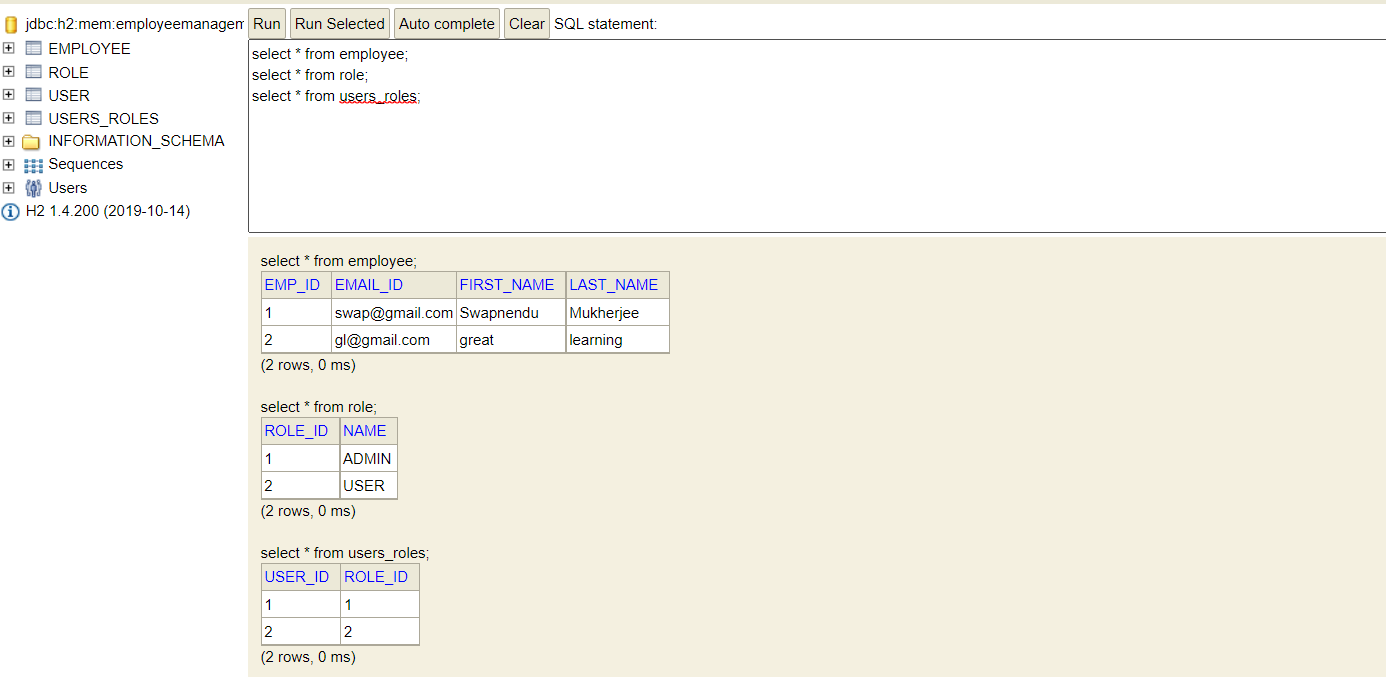 jdbc:h2:mem:employeemanagem
EMPLOYEE
ROLE
USER
USERS_ROLES
INFORMATION_SCHEMA
Sequences
Users
H2 1.4.200 (2019-10-14)
Run Run Selected Auto complete Clear SQL statement:
select * from employee;
select * from role;
select * from users_roles;
select * from employee;
EMP_ID EMAIL_ID FIRST_NAME LAST_NAME
1 swap@gmail.com Swapnendu Mukherjee
2 gl@gmail.com great learning
(2 rows, 0 ms)
select * from role;
ROLE_ID NAME
1 ADMIN
2 USER
(2 rows, 0 ms)
select * from users_roles;
USER_ID ROLE_ID
1 1
2 2
(2 rows, 0 ms)